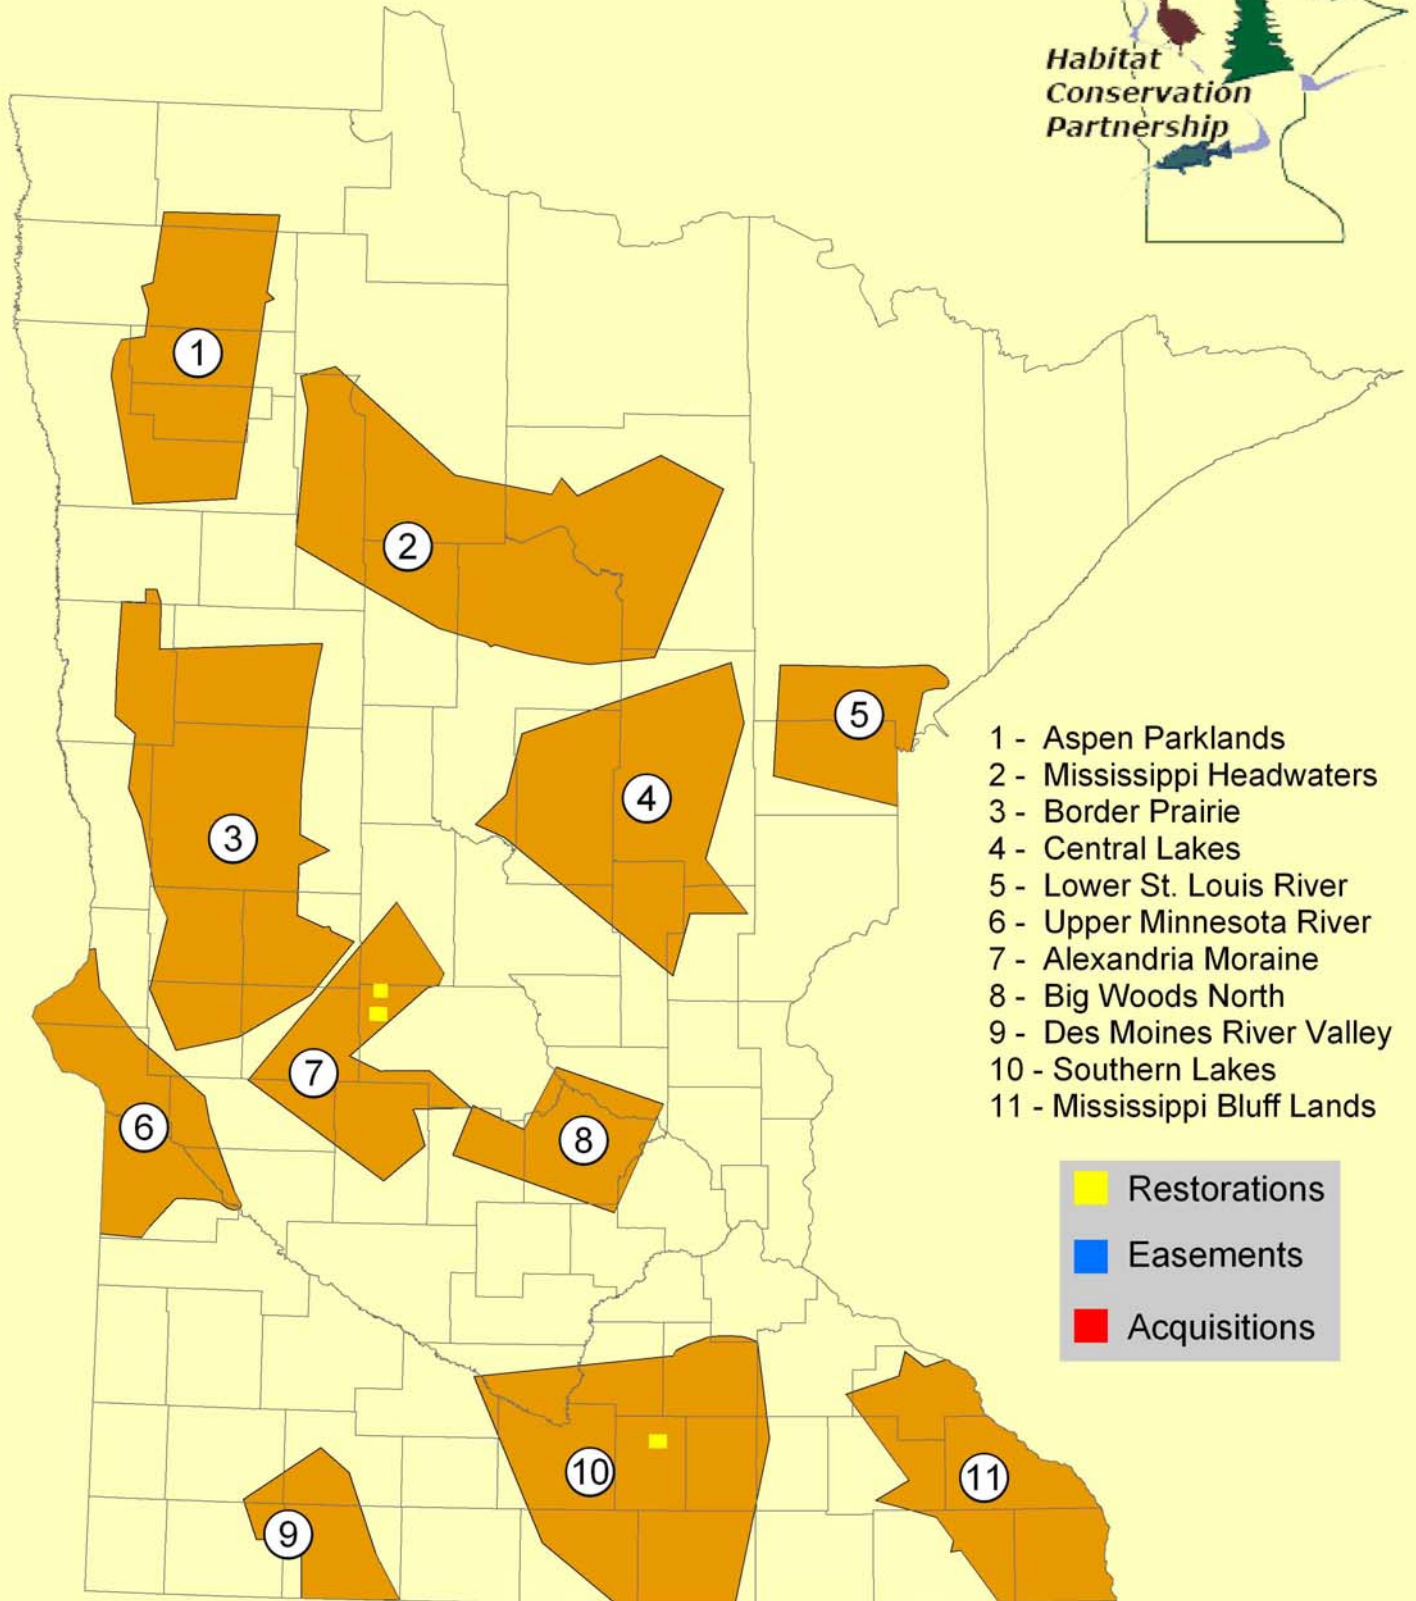 Habitat
Conservation
Partnership
1
2
3
4
5
6
7
8
9
10
11
1 - Aspen Parklands
2 - Mississippi Headwaters
3 - Border Prairie
4 - Central Lakes
5 - Lower St. Louis River
6 - Upper Minnesota River
7 - Alexandria Moraine
8 - Big Woods North
9 - Des Moines River Valley
10 - Southern Lakes
11 - Mississippi Bluff Lands
Restorations
Easements
Acquisitions